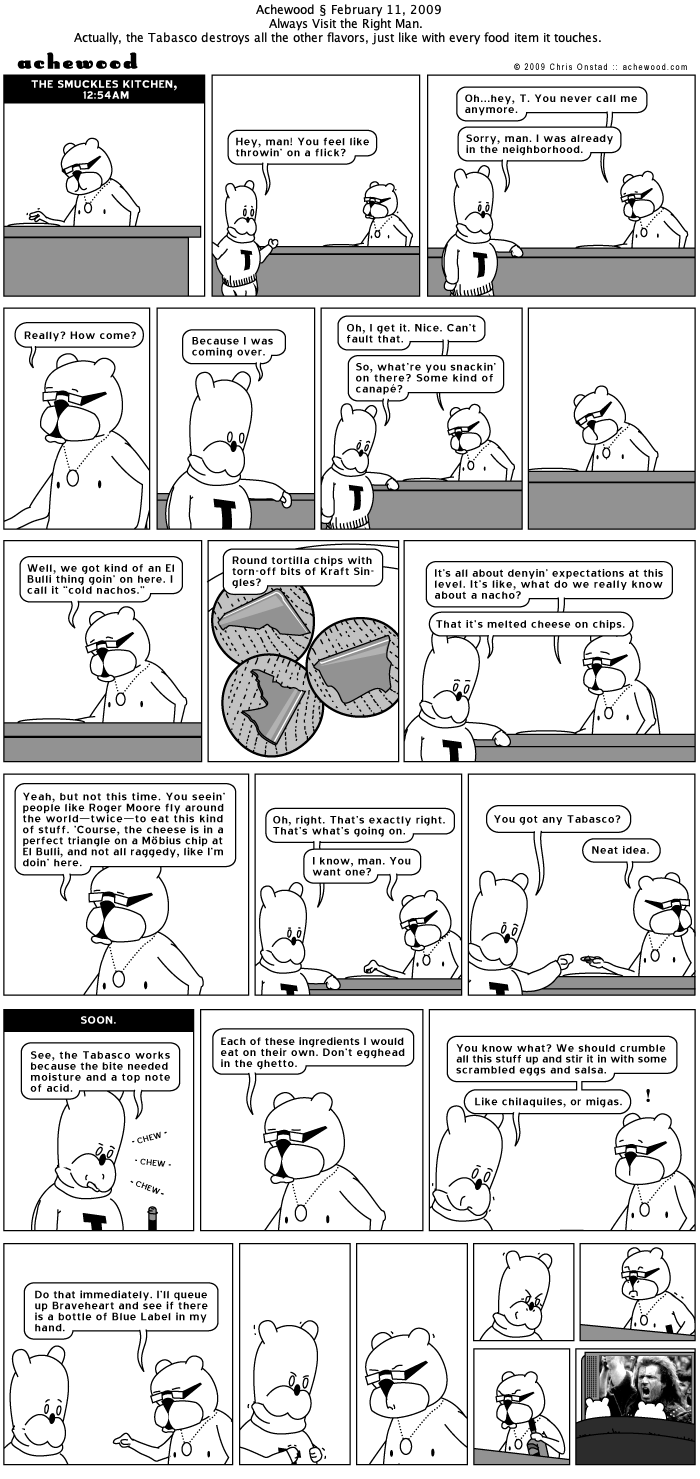 Achewood § February 11, 2009
Always Visit the Right Man.
Actually, the Tabasco destroys all the other flavors, just like with every food item it touches.
achewood
© 2009 Chris Onstad :: achewood.com
THE SMUCKLES KITCHEN,
12:54AM
Hey, man! You feel like
throwin' on a flick?
Oh...hey, T. You never call me
anymore.
Sorry, man. I was already
in the neighborhood.
Really? How come?
Because I was
coming over.
Oh, I get it. Nice. Can't
fault that.
So, what're you snackin'
on there? Some kind of
canapé?
Well, we got kind of an El
Bulli thing goin' on here. I
call it "cold nachos."
Round tortilla chips with
torn-off bits of Kraft Sin-
gles?
It's all about denyin' expectations at this
level. It's like, what do we really know
about a nacho?
That it's melted cheese on chips.
Yeah, but not this time. You seein'
people like Roger Moore fly around
the world—twice—to eat this kind
of stuff. 'Course, the cheese is in a
perfect triangle on a Möbius chip at
El Bulli, and not all raggedy, like I'm
doin' here.
Oh, right. That's exactly right.
That's what's going on.
I know, man. You
want one?
You got any Tabasco?
Neat idea.
SOON.
See, the Tabasco works
because the bite needed
moisture and a top note
of acid.
- CHEW -
- CHEW -
- CHEW -
Each of these ingredients I would
eat on their own. Don't egghead
in the ghetto.
You know what? We should crumble
all this stuff up and stir it in with some
scrambled eggs and salsa.
Like chilaquiles, or migas.
!
Do that immediately. I'll queue
up Braveheart and see if there
is a bottle of Blue Label in my
hand.
T
T
T
T
T
T
T
T